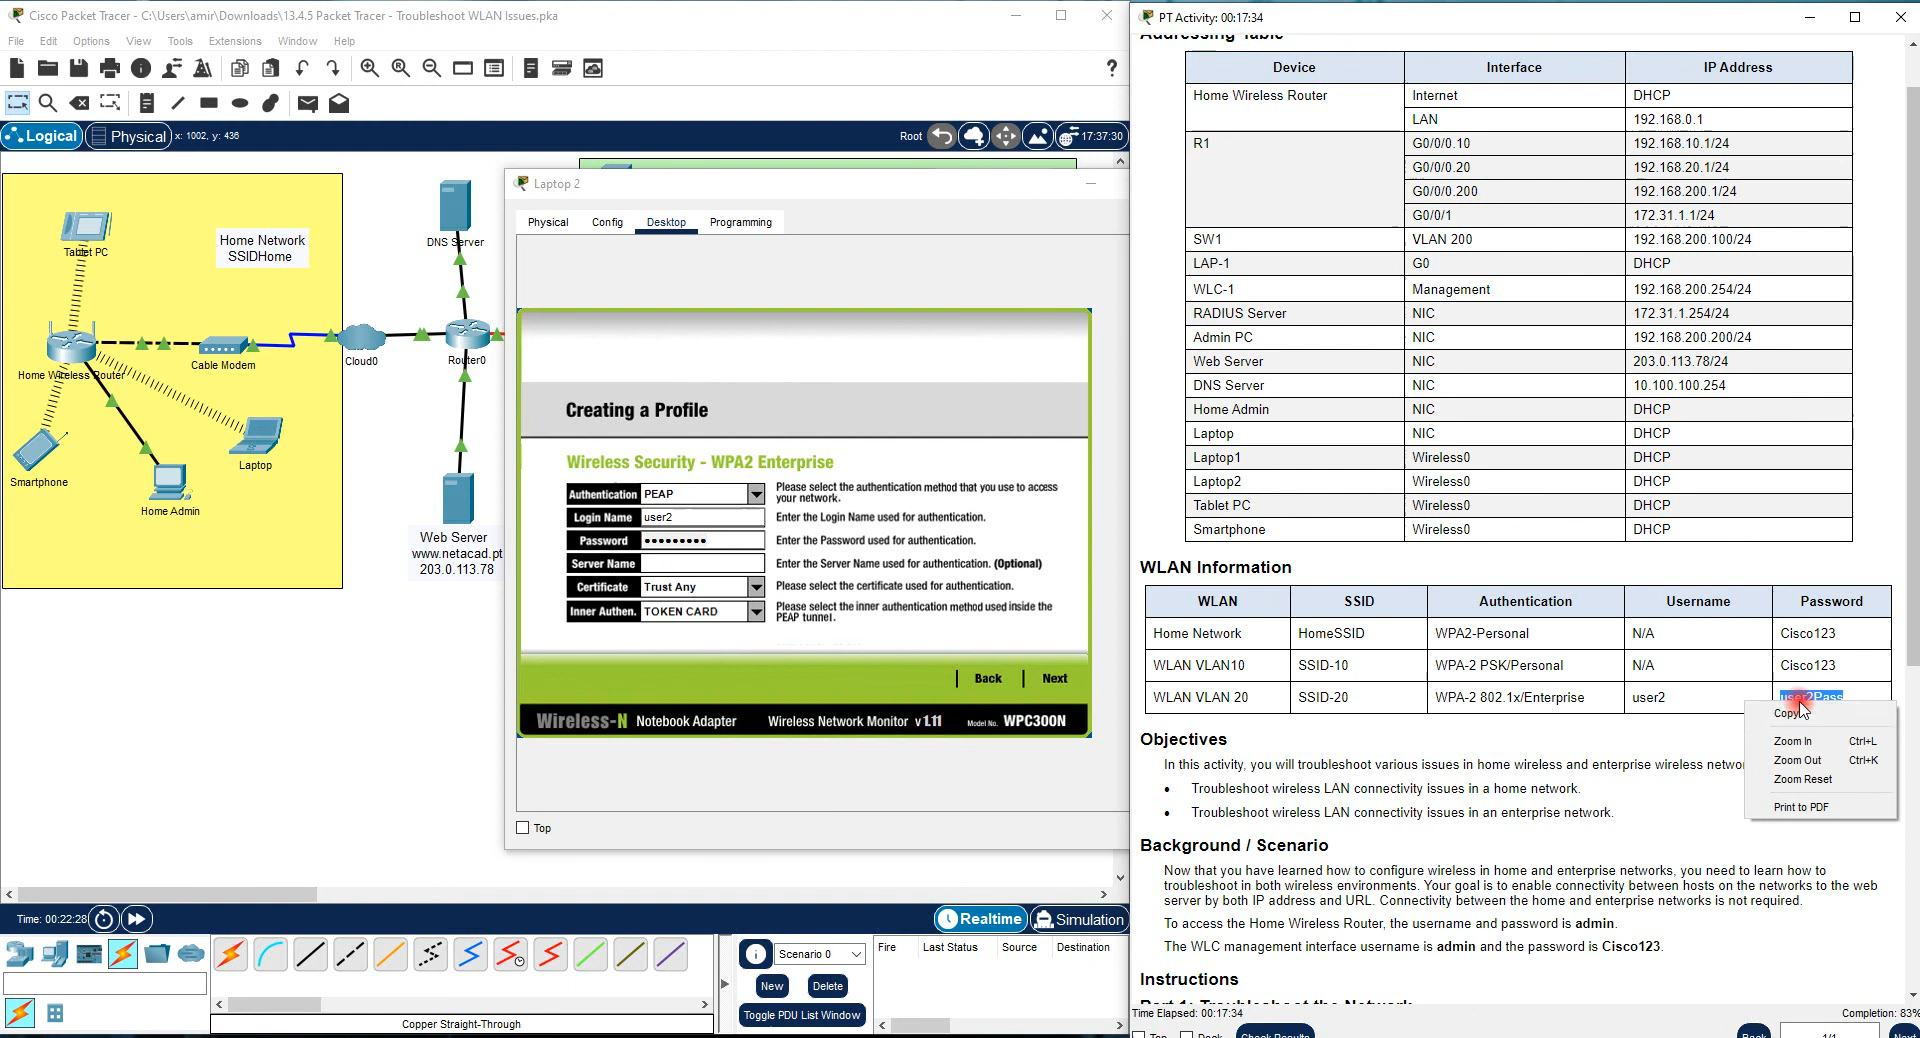 Cisco Packet Tracer - C:\Users\amir\Downloads\13.4.5 Packet Tracer - Troubleshoot WLAN Issues.pka
File Edit Options View Tools Extensions Window Help
Logical Physical x: 1002, y: 436 Root 17:37:30
Tablet PC
Home Network
SSIDHome
Home Wireless Router
Cable Modem
Cloud0
Smartphone
Laptop
Home Admin
DNS Server
Router0
Web Server
www.netacad.pt
203.0.113.78
Laptop 2
Physical Config Desktop Programming
Creating a Profile
Wireless Security - WPA2 Enterprise
Authentication PEAP Please select the authentication method that you use to access
your network.
Login Name user2 Enter the Login Name used for authentication.
Password ••••••••• Enter the Password used for authentication.
Server Name Enter the Server Name used for authentication. (Optional)
Certificate Trust Any Please select the certificate used for authentication.
Inner Authen. TOKEN CARD Please select the inner authentication method used inside the
PEAP tunnel.
Back Next
Wireless-N Notebook Adapter Wireless Network Monitor v1.11 Model No. WPC300N
Top
Time: 00:22:28 Realtime Simulation
Scenario 0
New Delete
Toggle PDU List Window
Fire Last Status Source Destination
Copper Straight-Through
PT Activity: 00:17:34
Addressing Table
Device Interface IP Address
Home Wireless Router Internet DHCP
LAN 192.168.0.1
R1 G0/0/0.10 192.168.10.1/24
G0/0/0.20 192.168.20.1/24
G0/0/0.200 192.168.200.1/24
G0/0/1 172.31.1.1/24
SW1 VLAN 200 192.168.200.100/24
LAP-1 G0 DHCP
WLC-1 Management 192.168.200.254/24
RADIUS Server NIC 172.31.1.254/24
Admin PC NIC 192.168.200.200/24
Web Server NIC 203.0.113.78/24
DNS Server NIC 10.100.100.254
Home Admin NIC DHCP
Laptop NIC DHCP
Laptop1 Wireless0 DHCP
Laptop2 Wireless0 DHCP
Tablet PC Wireless0 DHCP
Smartphone Wireless0 DHCP
WLAN Information
WLAN SSID Authentication Username Password
Home Network HomeSSID WPA2-Personal N/A Cisco123
WLAN VLAN10 SSID-10 WPA-2 PSK/Personal N/A Cisco123
WLAN VLAN 20 SSID-20 WPA-2 802.1x/Enterprise user2 user2Pass
Copy
Zoom In Ctrl+L
Zoom Out Ctrl+K
Zoom Reset
Print to PDF
Objectives
In this activity, you will troubleshoot various issues in home wireless and enterprise wireless
• Troubleshoot wireless LAN connectivity issues in a home network.
• Troubleshoot wireless LAN connectivity issues in an enterprise network.
Background / Scenario
Now that you have learned how to configure wireless in home and enterprise networks, you need to learn how to
troubleshoot in both wireless environments. Your goal is to enable connectivity between hosts on the networks to the web
server by both IP address and URL. Connectivity between the home and enterprise networks is not required.
To access the Home Wireless Router, the username and password is admin.
The WLC management interface username is admin and the password is Cisco123.
Instructions
Part 1: Troubleshoot the Network
Time Elapsed: 00:17:34 Completion: 83%
Top Dock Check Results Back 1/1 Next